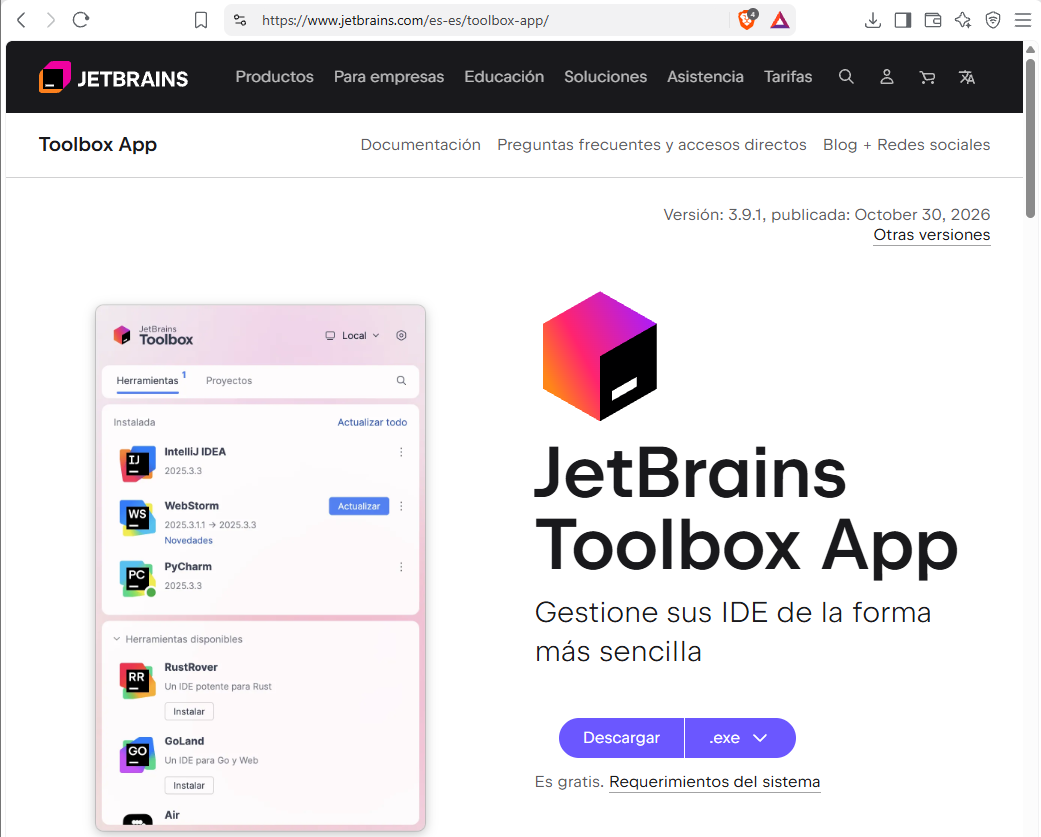 https://www.jetbrains.com/es-es/toolbox-app/
4
JETBRAINS
Productos Para empresas Educación Soluciones Asistencia Tarifas
Toolbox App
Documentación Preguntas frecuentes y accesos directos Blog + Redes sociales
Versión: 3.9.1, publicada: October 30, 2026
Otras versiones
JetBrains
Toolbox
Local
Herramientas 1 Proyectos
Instalada Actualizar todo
IJ
IntelliJ IDEA
2025.3.3
WS
WebStorm
2025.3.1.1 → 2025.3.3
Novedades
Actualizar
PC
PyCharm
2025.3.3
Herramientas disponibles
RR
RustRover
Un IDE potente para Rust
Instalar
GO
GoLand
Un IDE para Go y Web
Instalar
Air
JetBrains
Toolbox App
Gestione sus IDE de la forma
más sencilla
Descargar .exe
Es gratis. Requerimientos del sistema